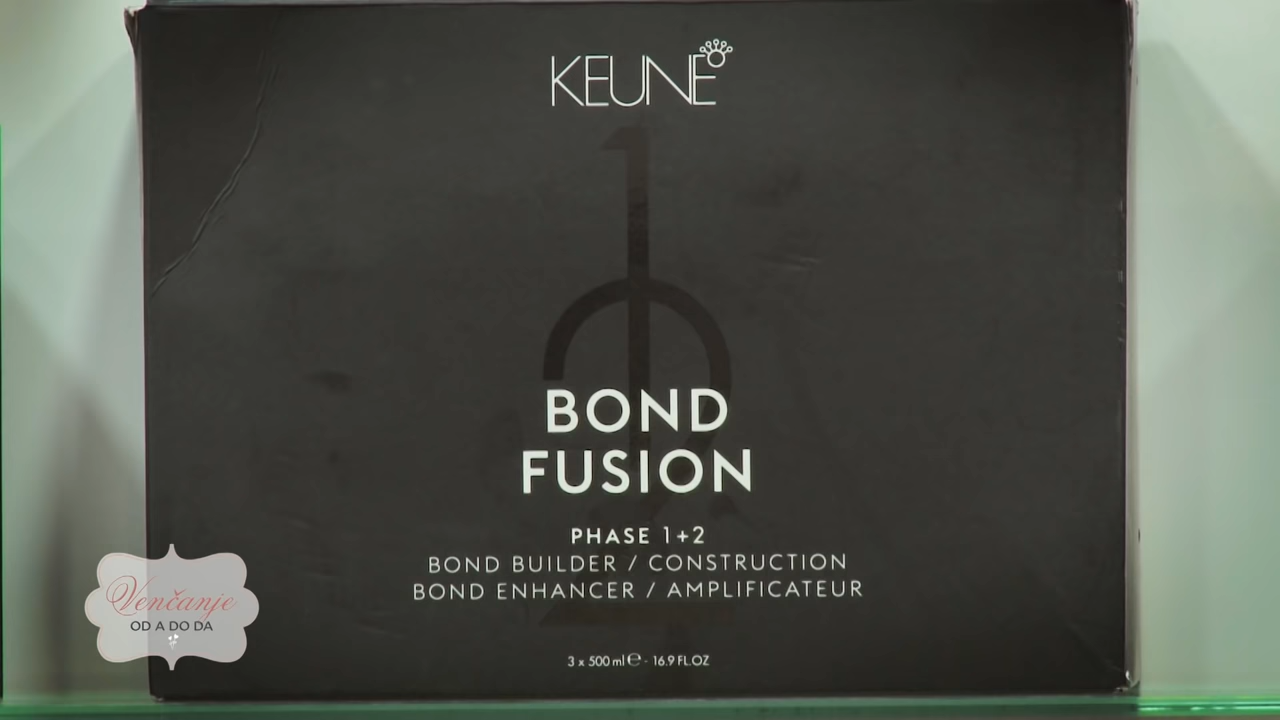 KEUNE
BOND
FUSION
PHASE 1+2
BOND BUILDER / CONSTRUCTION
BOND ENHANCER / AMPLIFICATEUR
3 x 500 ml ℮ - 16.9 FL.OZ
Venčanje
OD A DO DA